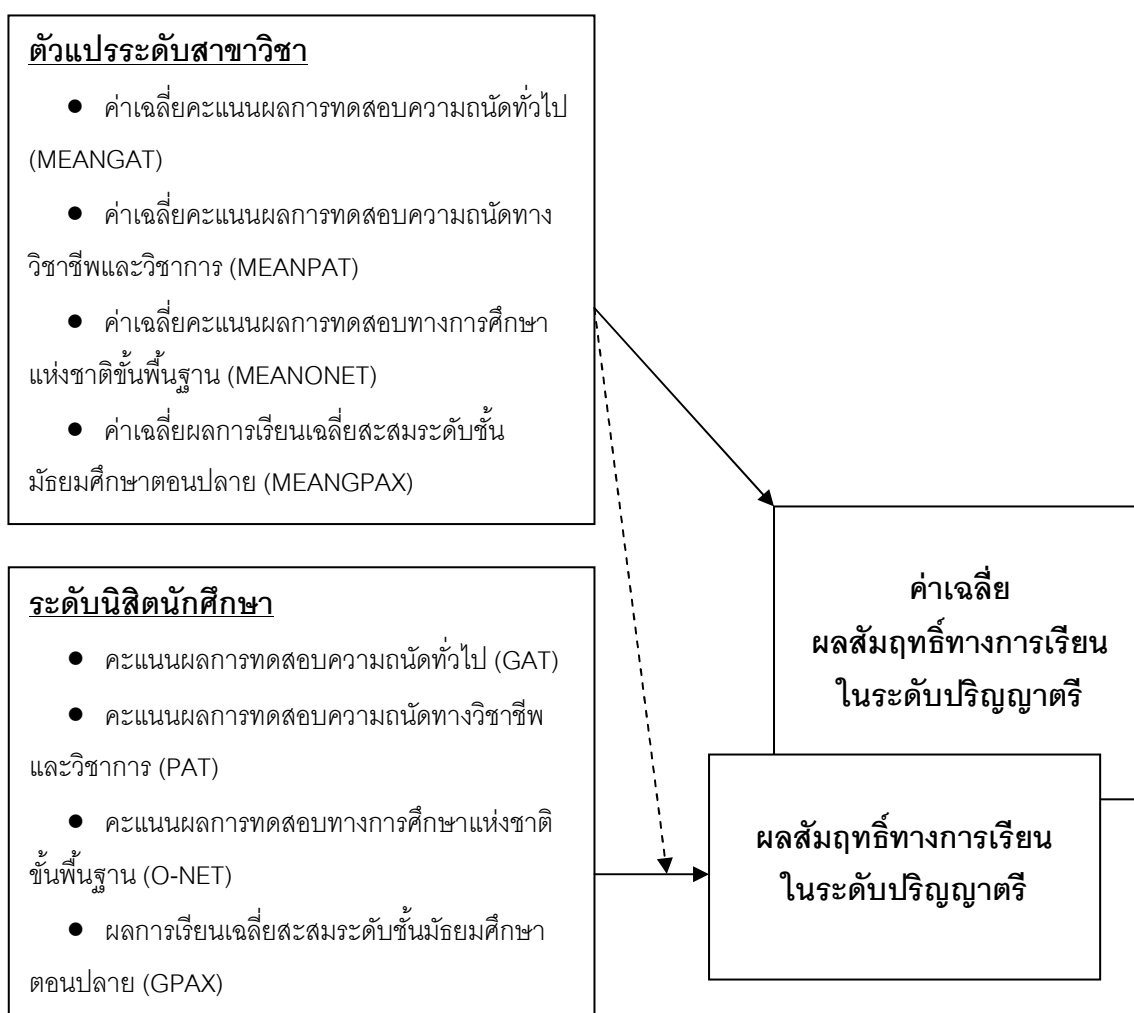 ตัวแปรระดับสาขาวิชา
● ค่าเฉลี่ยคะแนนผลการทดสอบความถนัดทั่วไป
(MEANGAT)
● ค่าเฉลี่ยคะแนนผลการทดสอบความถนัดทาง
วิชาชีพและวิชาการ (MEANPAT)
● ค่าเฉลี่ยคะแนนผลการทดสอบทางการศึกษา
แห่งชาติขั้นพื้นฐาน (MEANONET)
● ค่าเฉลี่ยผลการเรียนเฉลี่ยสะสมระดับชั้น
มัธยมศึกษาตอนปลาย (MEANGPAX)
ระดับนิสิตนักศึกษา
● คะแนนผลการทดสอบความถนัดทั่วไป (GAT)
● คะแนนผลการทดสอบความถนัดทางวิชาชีพ
และวิชาการ (PAT)
● คะแนนผลการทดสอบทางการศึกษาแห่งชาติ
ขั้นพื้นฐาน (O-NET)
● ผลการเรียนเฉลี่ยสะสมระดับชั้นมัธยมศึกษา
ตอนปลาย (GPAX)
ค่าเฉลี่ย
ผลสัมฤทธิ์ทางการเรียน
ในระดับปริญญาตรี
ผลสัมฤทธิ์ทางการเรียน
ในระดับปริญญาตรี